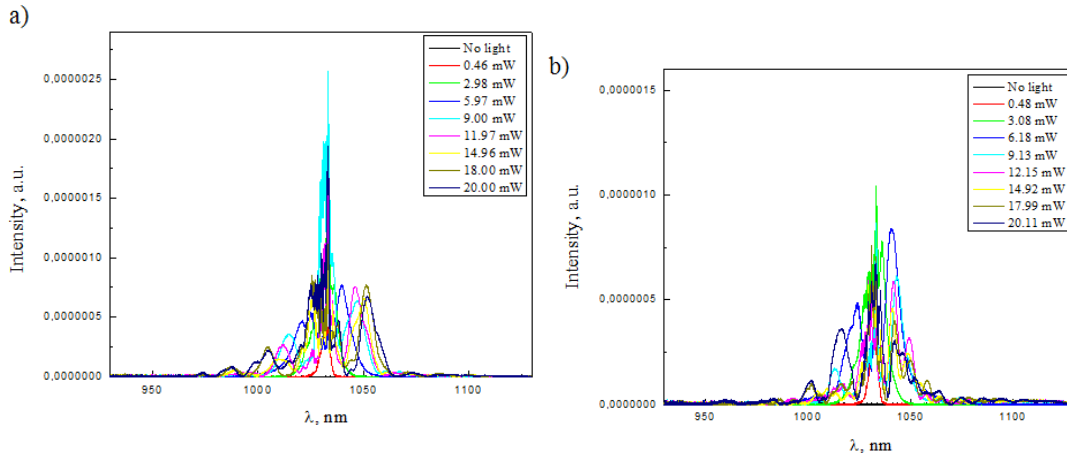 a)
Intensity, a.u.
0,0000025
0,0000020
0,0000015
0,0000010
0,0000005
0,0000000
950
1000
1050
1100
λ, nm
No light
0.46 mW
2.98 mW
5.97 mW
9.00 mW
11.97 mW
14.96 mW
18.00 mW
20.00 mW
b)
Intensity, a.u.
0,0000015
0,0000010
0,0000005
0,0000000
950
1000
1050
1100
λ, nm
No light
0.48 mW
3.08 mW
6.18 mW
9.13 mW
12.15 mW
14.92 mW
17.99 mW
20.11 mW